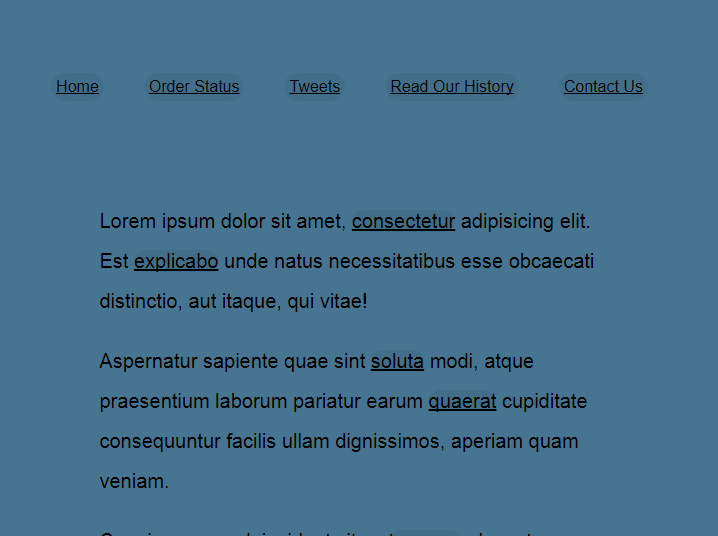 Home Order Status Tweets Read Our History Contact Us
Lorem ipsum dolor sit amet, consectetur adipisicing elit.
Est explicabo unde natus necessitatibus esse obcaecati
distinctio, aut itaque, qui vitae!
Aspernatur sapiente quae sint soluta modi, atque
praesentium laborum pariatur earum quaerat cupiditate
consequuntur facilis ullam dignissimos, aperiam quam
veniam.